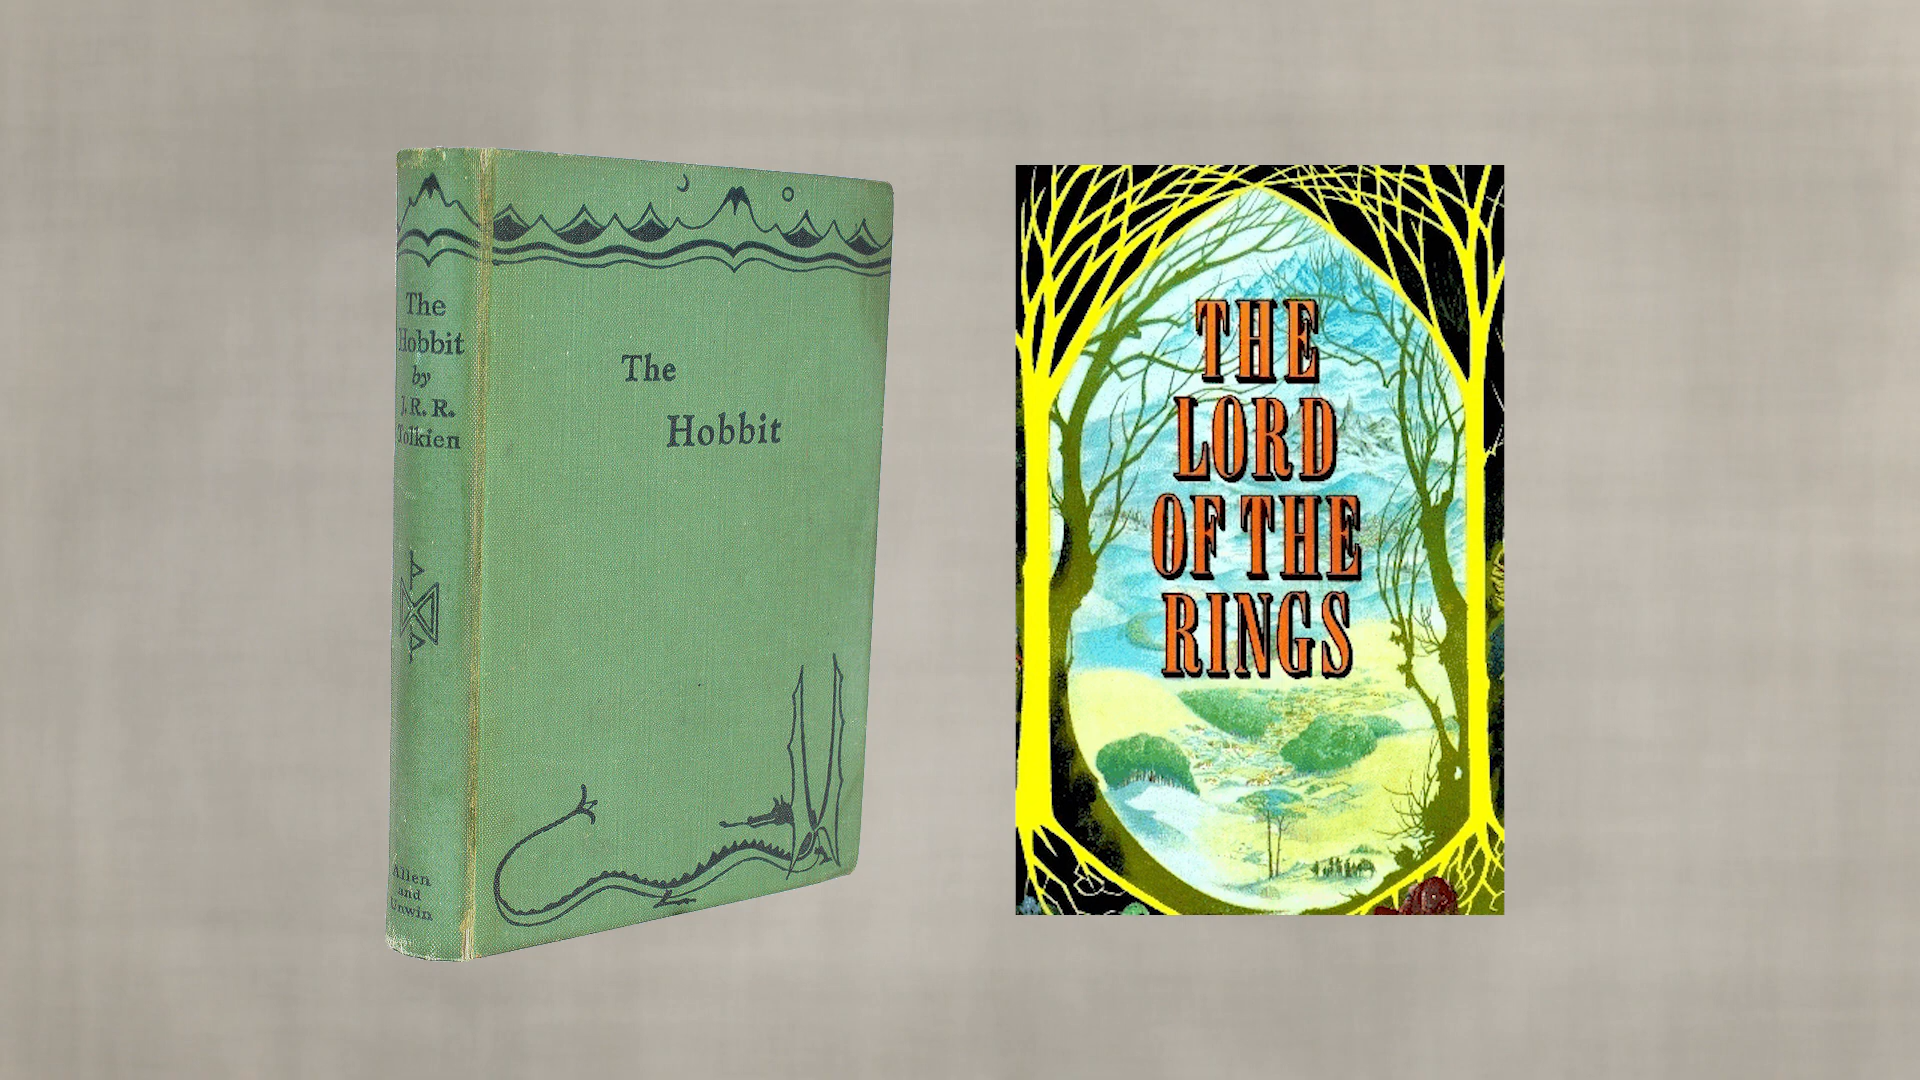 The
Hobbit
by
J. R. R.
Tolkien
Allen
and
Unwin
The
Hobbit
THE
LORD
OF THE
RINGS